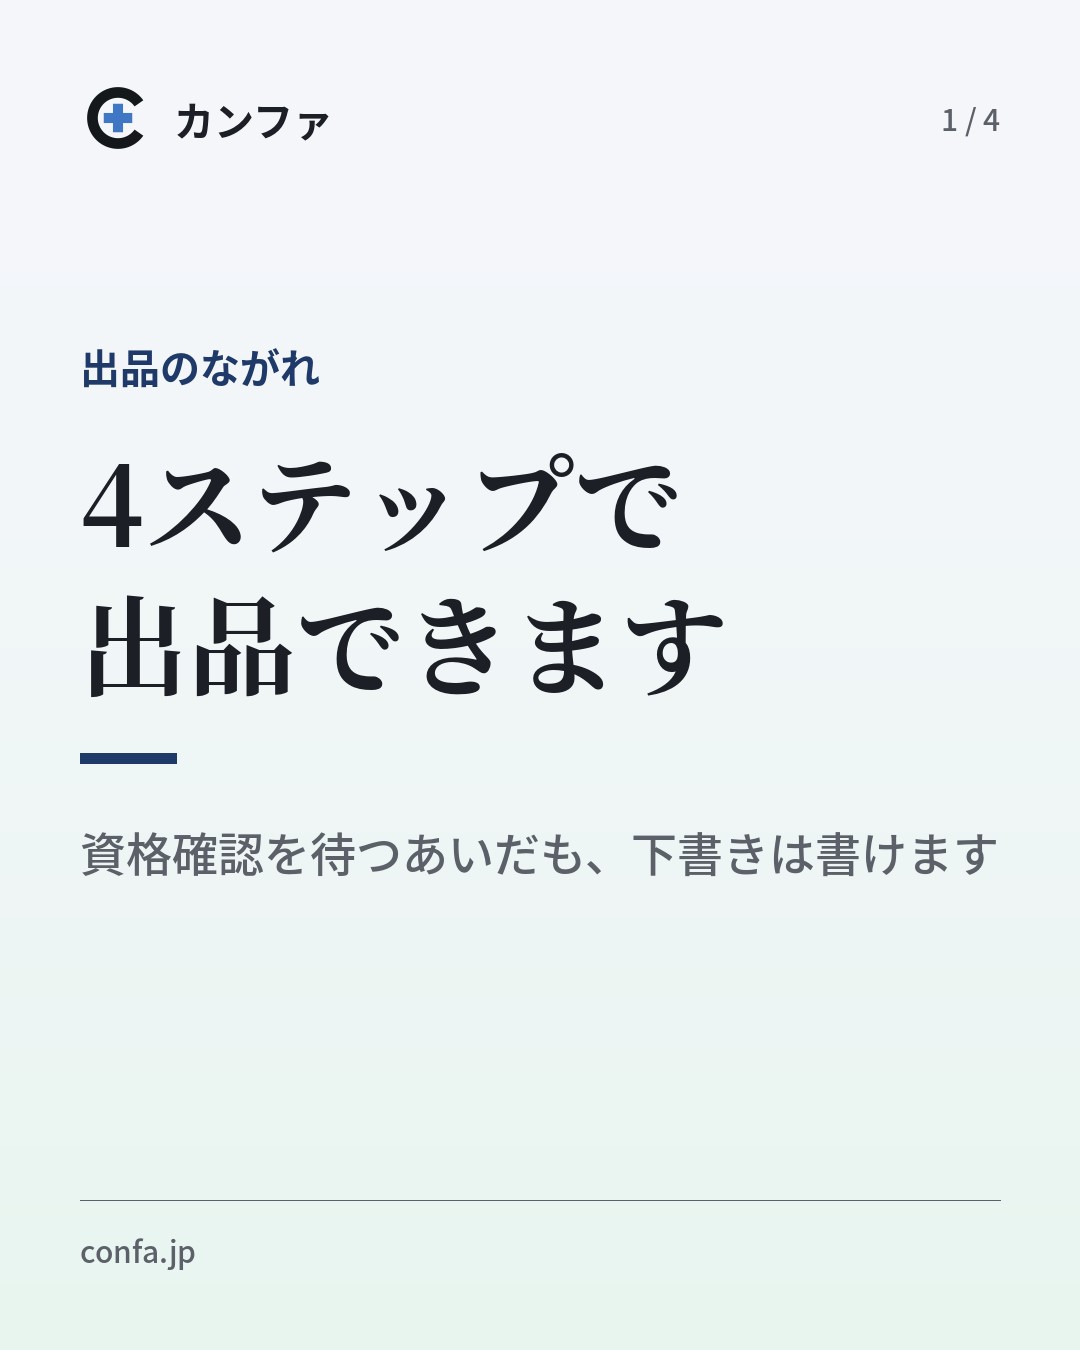 カンファ
1 / 4
出品のながれ
4ステップで
出品できます
資格確認を待つあいだも、下書きは書けます
confa.jp